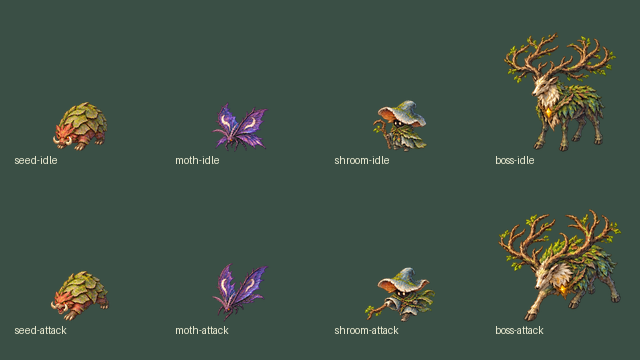 seed-idle
moth-idle
shroom-idle
boss-idle
seed-attack
moth-attack
shroom-attack
boss-attack